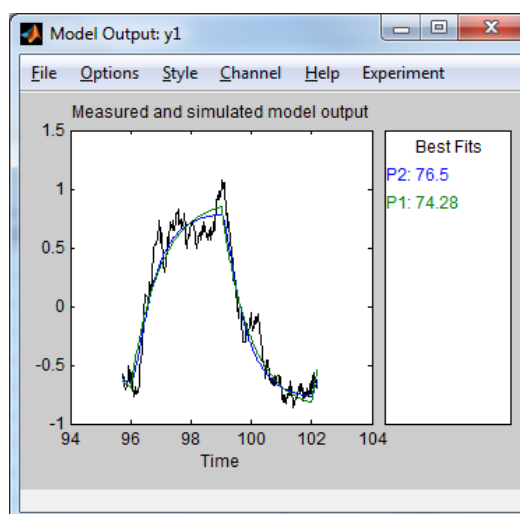 Model Output: y1
File Options Style Channel Help Experiment
Measured and simulated model output
1.5
1
0.5
0
-0.5
-1
94 96 98 100 102 104
Time
Best Fits
P2: 76.5
P1: 74.28